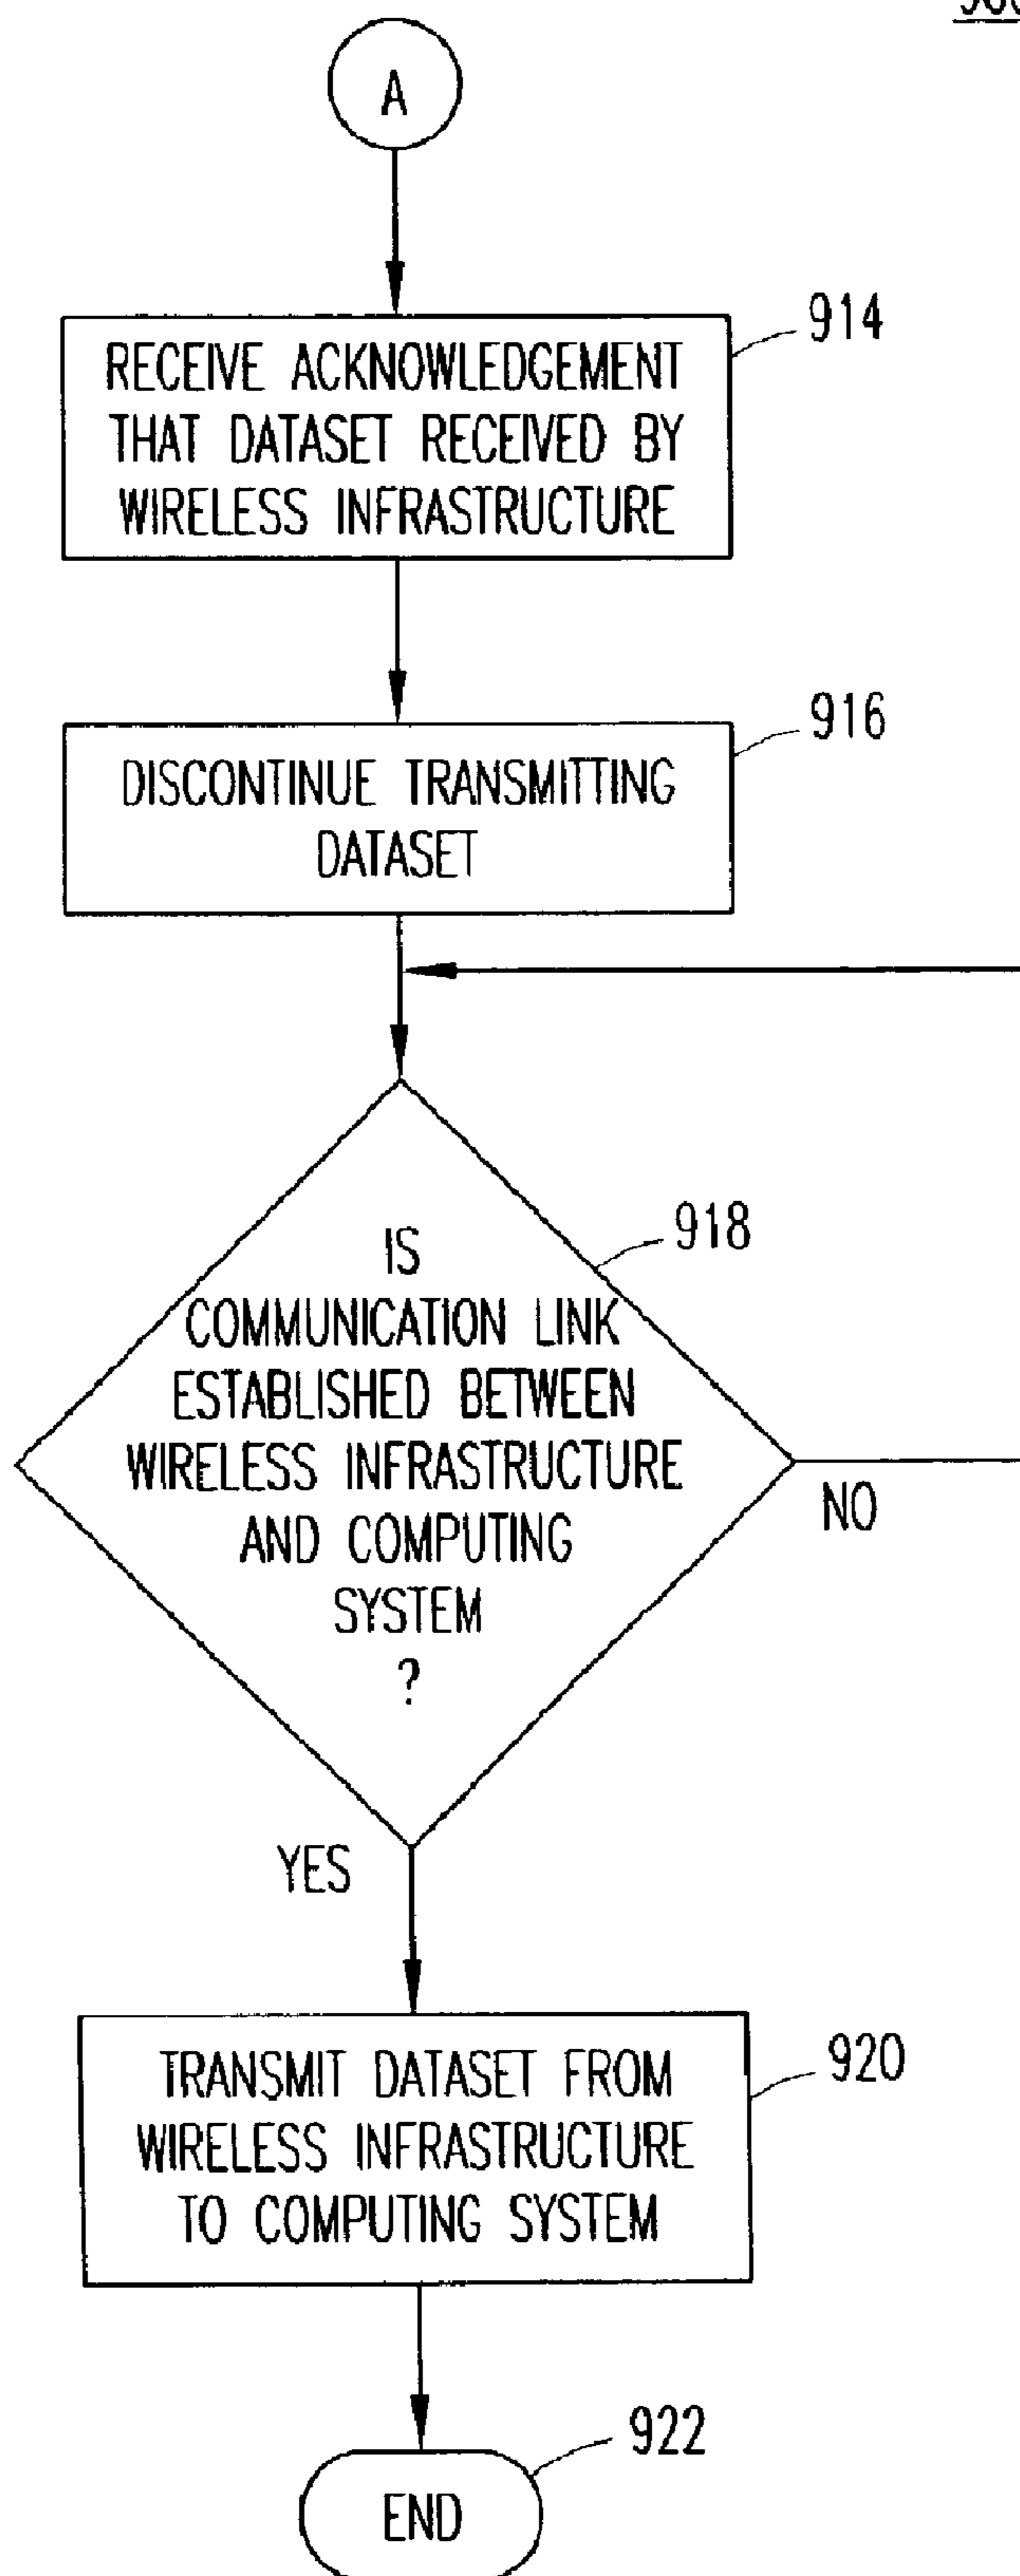 A
914
RECEIVE ACKNOWLEDGEMENT
THAT DATASET RECEIVED BY
WIRELESS INFRASTRUCTURE
916
DISCONTINUE TRANSMITTING
DATASET
918
IS
COMMUNICATION LINK
ESTABLISHED BETWEEN
WIRELESS INFRASTRUCTURE
AND COMPUTING
SYSTEM
?
NO
YES
920
TRANSMIT DATASET FROM
WIRELESS INFRASTRUCTURE
TO COMPUTING SYSTEM
922
END